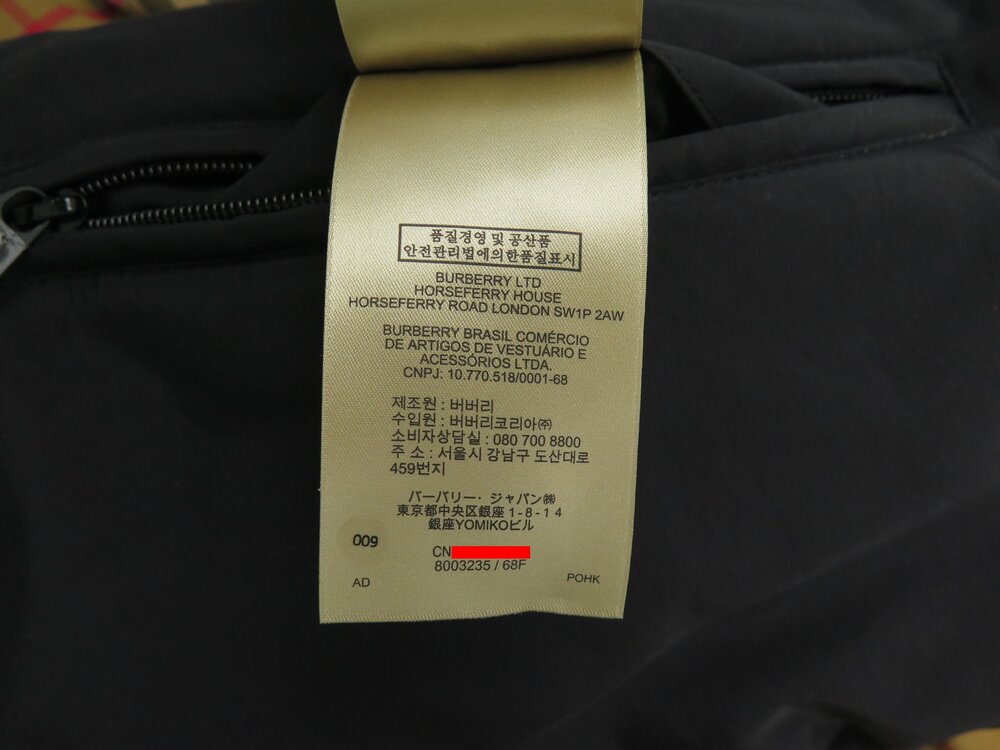 품질경영 및 공산품
안전관리법에의한품질표시
BURBERRY LTD
HORSEFERRY HOUSE
HORSEFERRY ROAD LONDON SW1P 2AW
BURBERRY BRASIL COMÉRCIO
DE ARTIGOS DE VESTUÁRIO E
ACESSÓRIOS LTDA.
CNPJ: 10.770.518/0001-68
제조원 : 버버리
수입원 : 버버리코리아㈜
소비자상담실 : 080 700 8800
주 소 : 서울시 강남구 도산대로
459번지
バーバリー・ジャパン㈱
東京都中央区銀座 1 - 8 - 1 4
銀座YOMIKOビル
009
CN
8003235 / 68F
AD
POHK